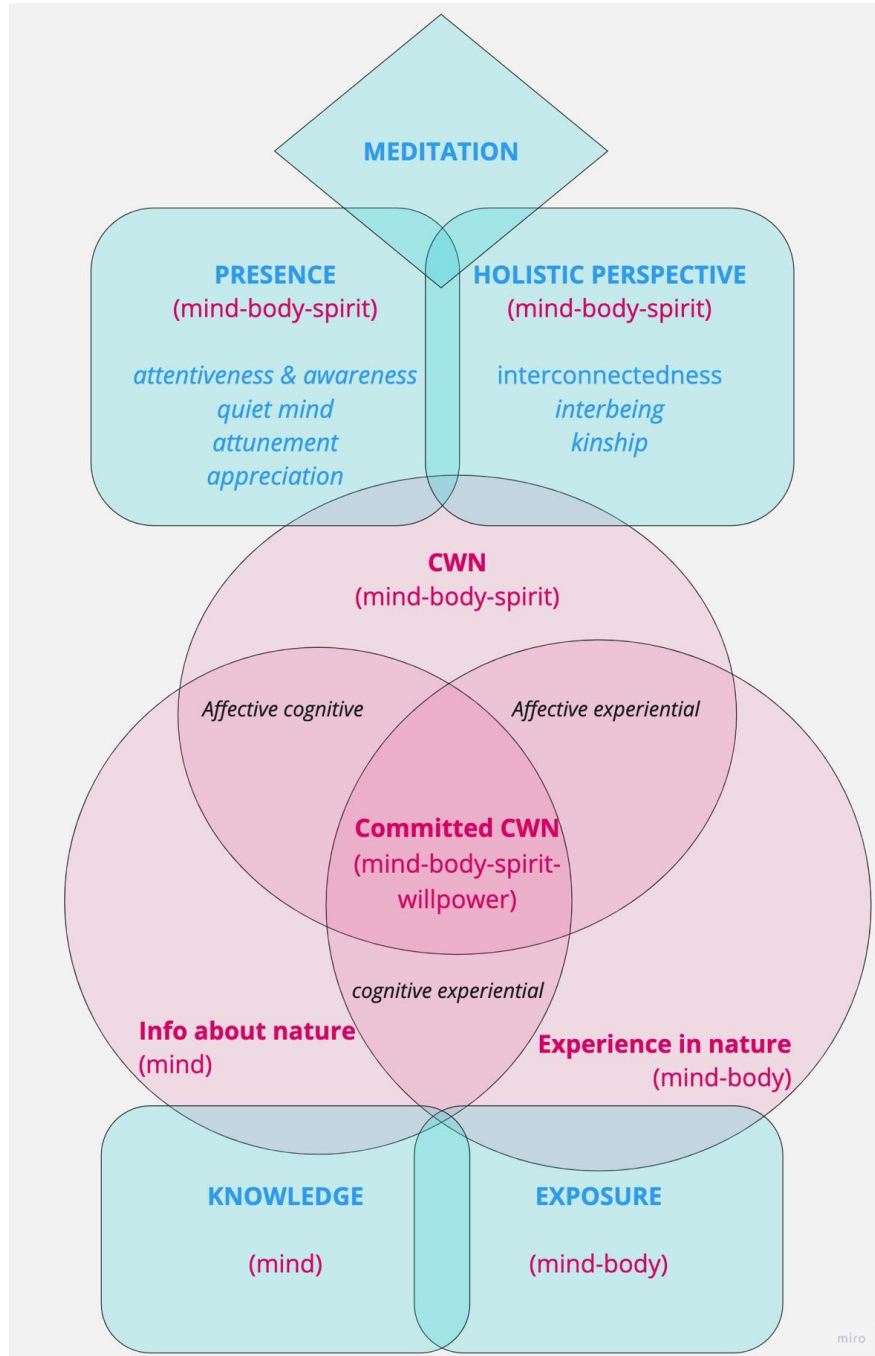 MEDITATION
PRESENCE
(mind-body-spirit)
attentiveness & awareness
quiet mind
attunement
appreciation
HOLISTIC PERSPECTIVE
(mind-body-spirit)
interconnectedness
interbeing
kinship
CWN
(mind-body-spirit)
Affective cognitive
Affective experiential
Committed CWN
(mind-body-spirit-
willpower)
cognitive experiential
Info about nature
(mind)
Experience in nature
(mind-body)
KNOWLEDGE
(mind)
EXPOSURE
(mind-body)
miro